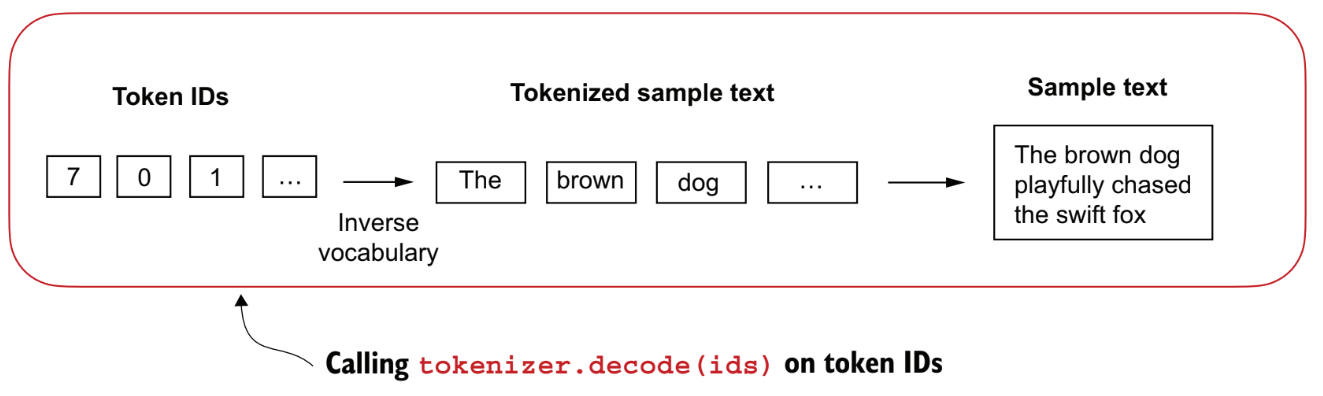 Token IDs
Tokenized sample text
Sample text
7 0 1 ...
Inverse
vocabulary
The brown dog ...
The brown dog
playfully chased
the swift fox
Calling tokenizer.decode(ids) on token IDs